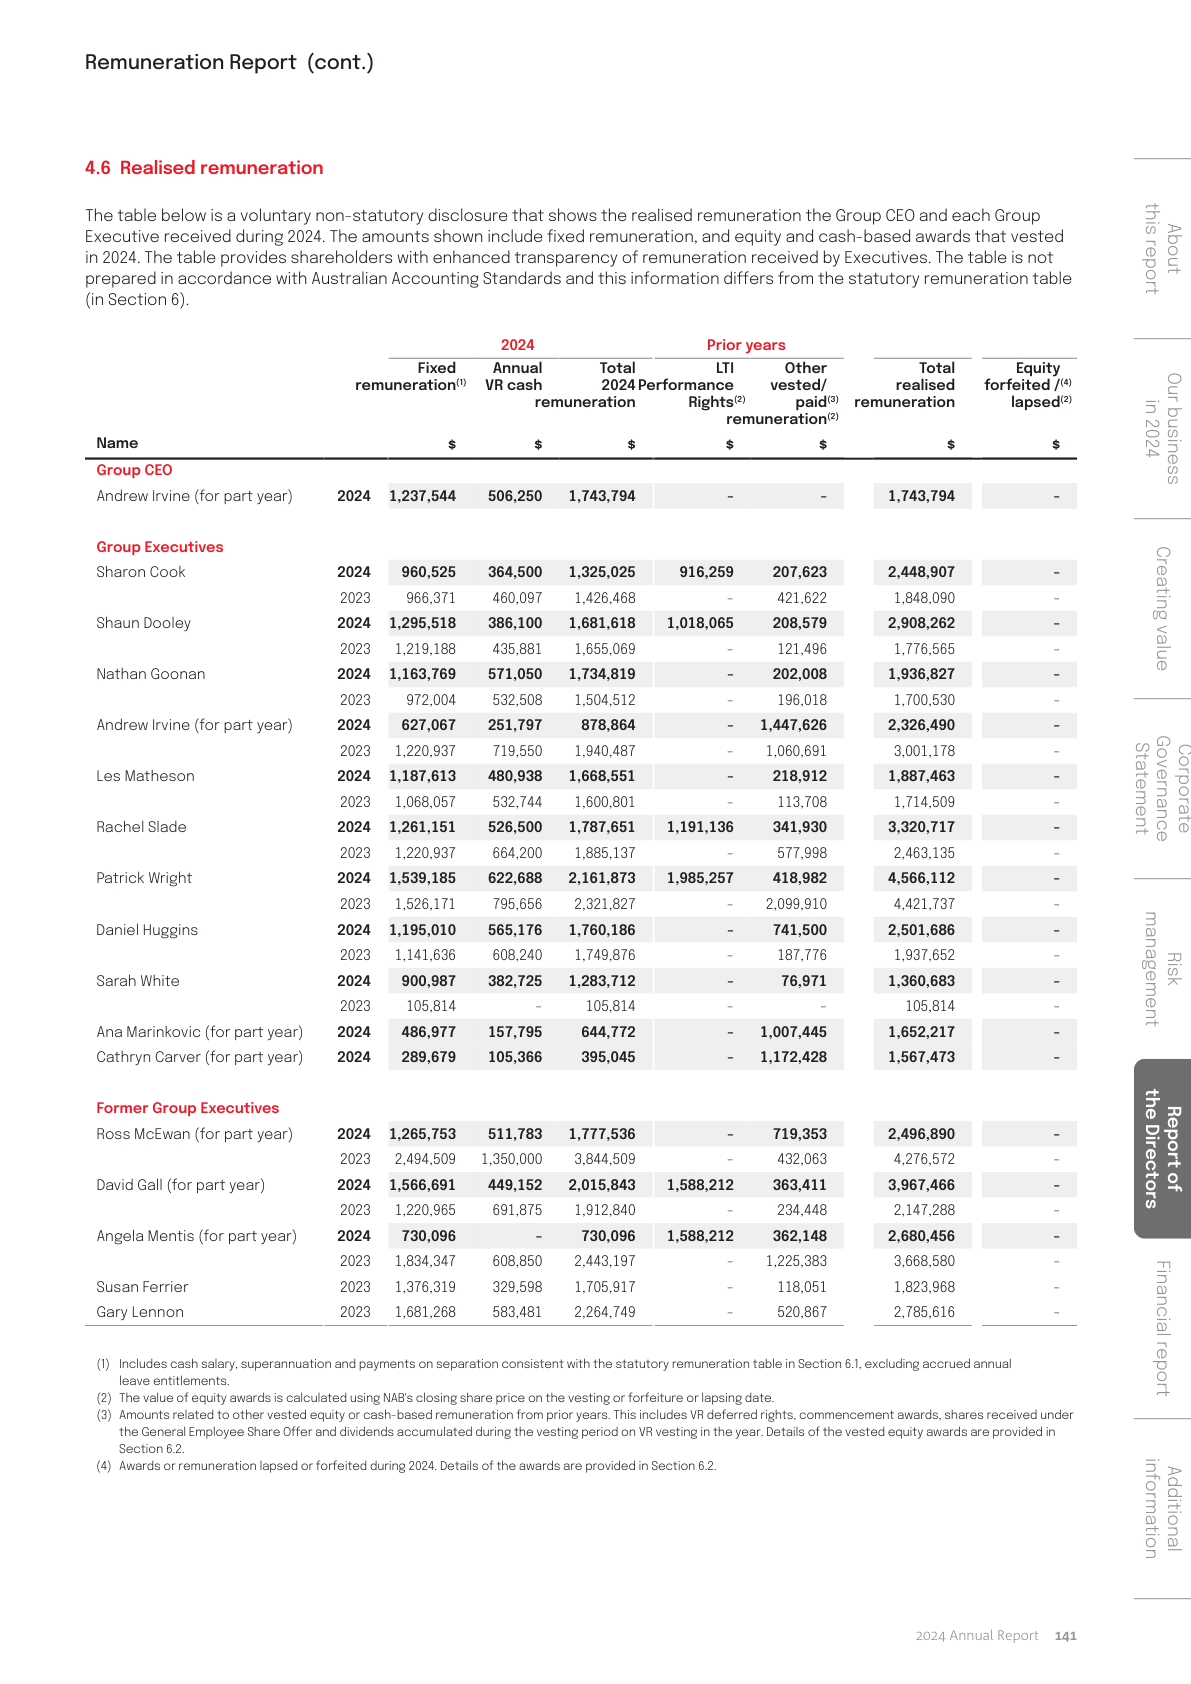 Remuneration Report (cont.)
4.6 Realised remuneration
The table below is a voluntary non-statutory disclosure that shows the realised remuneration the Group CEO and each Group
Executive received during 2024. The amounts shown include fixed remuneration, and equity and cash-based awards that vested
in 2024. The table provides shareholders with enhanced transparency of remuneration received by Executives. The table is not
prepared in accordance with Australian Accounting Standards and this information differs from the statutory remuneration table
(in Section 6).
2024 Prior years
Fixed Annual Total LTI Other Total Equity
remuneration(1) VR cash 2024 Performance vested/ realised forfeited /(4)
remuneration Rights(2) paid(3) remuneration lapsed(2)
remuneration(2)
Name $ $ $ $ $ $ $
Group CEO
Andrew Irvine (for part year) 2024 1,237,544 506,250 1,743,794 – – 1,743,794 –
Group Executives
Sharon Cook 2024 960,525 364,500 1,325,025 916,259 207,623 2,448,907 –
2023 966,371 460,097 1,426,468 – 421,622 1,848,090 –
Shaun Dooley 2024 1,295,518 386,100 1,681,618 1,018,065 208,579 2,908,262 –
2023 1,219,188 435,881 1,655,069 – 121,496 1,776,565 –
Nathan Goonan 2024 1,163,769 571,050 1,734,819 – 202,008 1,936,827 –
2023 972,004 532,508 1,504,512 – 196,018 1,700,530 –
Andrew Irvine (for part year) 2024 627,067 251,797 878,864 – 1,447,626 2,326,490 –
2023 1,220,937 719,550 1,940,487 – 1,060,691 3,001,178 –
Les Matheson 2024 1,187,613 480,938 1,668,551 – 218,912 1,887,463 –
2023 1,068,057 532,744 1,600,801 – 113,708 1,714,509 –
Rachel Slade 2024 1,261,151 526,500 1,787,651 1,191,136 341,930 3,320,717 –
2023 1,220,937 664,200 1,885,137 – 577,998 2,463,135 –
Patrick Wright 2024 1,539,185 622,688 2,161,873 1,985,257 418,982 4,566,112 –
2023 1,526,171 795,656 2,321,827 – 2,099,910 4,421,737 –
Daniel Huggins 2024 1,195,010 565,176 1,760,186 – 741,500 2,501,686 –
2023 1,141,636 608,240 1,749,876 – 187,776 1,937,652 –
Sarah White 2024 900,987 382,725 1,283,712 – 76,971 1,360,683 –
2023 105,814 – 105,814 – – 105,814 –
Ana Marinkovic (for part year) 2024 486,977 157,795 644,772 – 1,007,445 1,652,217 –
Cathryn Carver (for part year) 2024 289,679 105,366 395,045 – 1,172,428 1,567,473 –
Former Group Executives
Ross McEwan (for part year) 2024 1,265,753 511,783 1,777,536 – 719,353 2,496,890 –
2023 2,494,509 1,350,000 3,844,509 – 432,063 4,276,572 –
David Gall (for part year) 2024 1,566,691 449,152 2,015,843 1,588,212 363,411 3,967,466 –
2023 1,220,965 691,875 1,912,840 – 234,448 2,147,288 –
Angela Mentis (for part year) 2024 730,096 – 730,096 1,588,212 362,148 2,680,456 –
2023 1,834,347 608,850 2,443,197 – 1,225,383 3,668,580 –
Susan Ferrier 2023 1,376,319 329,598 1,705,917 – 118,051 1,823,968 –
Gary Lennon 2023 1,681,268 583,481 2,264,749 – 520,867 2,785,616 –
(1) Includes cash salary, superannuation and payments on separation consistent with the statutory remuneration table in Section 6.1, excluding accrued annual
leave entitlements.
(2) The value of equity awards is calculated using NAB's closing share price on the vesting or forfeiture or lapsing date.
(3) Amounts related to other vested equity or cash-based remuneration from prior years. This includes VR deferred rights, commencement awards, shares received under
the General Employee Share Offer and dividends accumulated during the vesting period on VR vesting in the year. Details of the vested equity awards are provided in
Section 6.2.
(4) Awards or remuneration lapsed or forfeited during 2024. Details of the awards are provided in Section 6.2.
About
this report
Our business
in 2024
Creating value
Corporate
Governance
Statement
Risk
management
Report of
the Directors
Financial report
Additional
information
2024 Annual Report 141